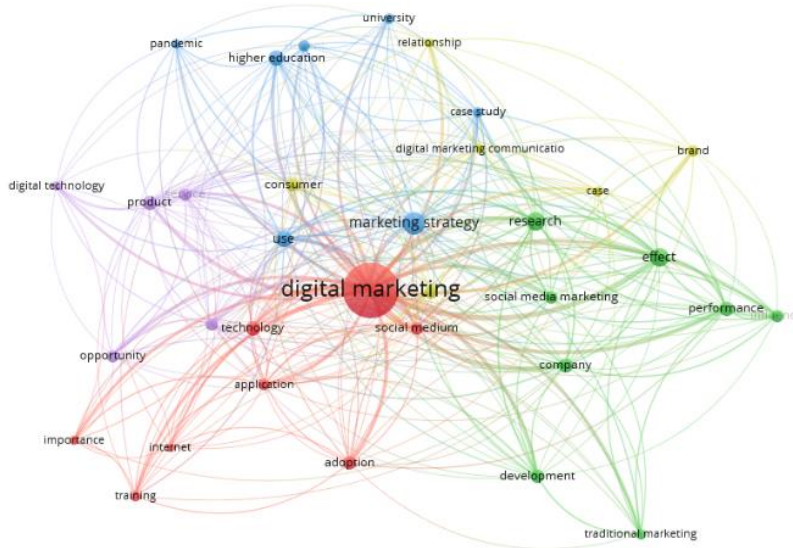 university
pandemic
relationship
higher education
case study
digital marketing communicatio
brand
digital technology
consumer
case
product
service
research
marketing strategy
use
effect
digital marketing
social media marketing
performance
technology
social medium
opportunity
company
application
importance
internet
adoption
development
training
traditional marketing